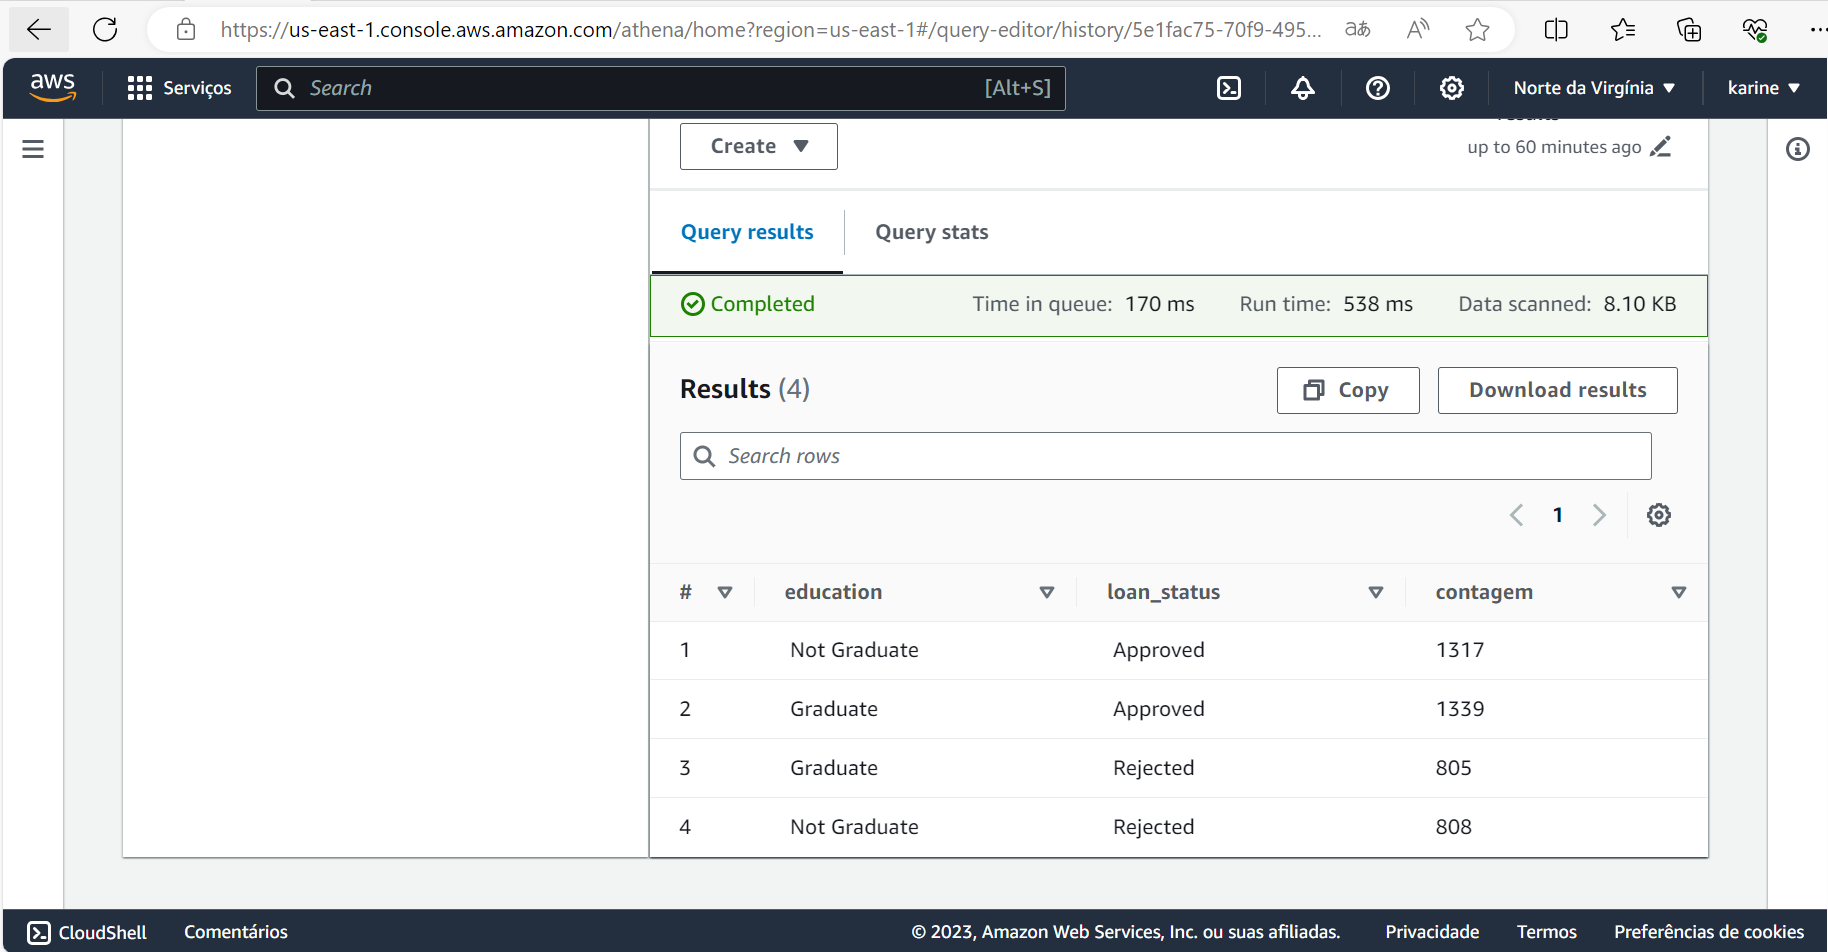 https://us-east-1.console.aws.amazon.com/athena/home?region=us-east-1#/query-editor/history/5e1fac75-70f9-495...
aws Serviços Search [Alt+S] Norte da Virgínia karine
results
Create up to 60 minutes ago
Query results Query stats
Completed Time in queue: 170 ms Run time: 538 ms Data scanned: 8.10 KB
Results (4) Copy Download results
Search rows
1
# education loan_status contagem
1 Not Graduate Approved 1317
2 Graduate Approved 1339
3 Graduate Rejected 805
4 Not Graduate Rejected 808
CloudShell Comentários © 2023, Amazon Web Services, Inc. ou suas afiliadas. Privacidade Termos Preferências de cookies